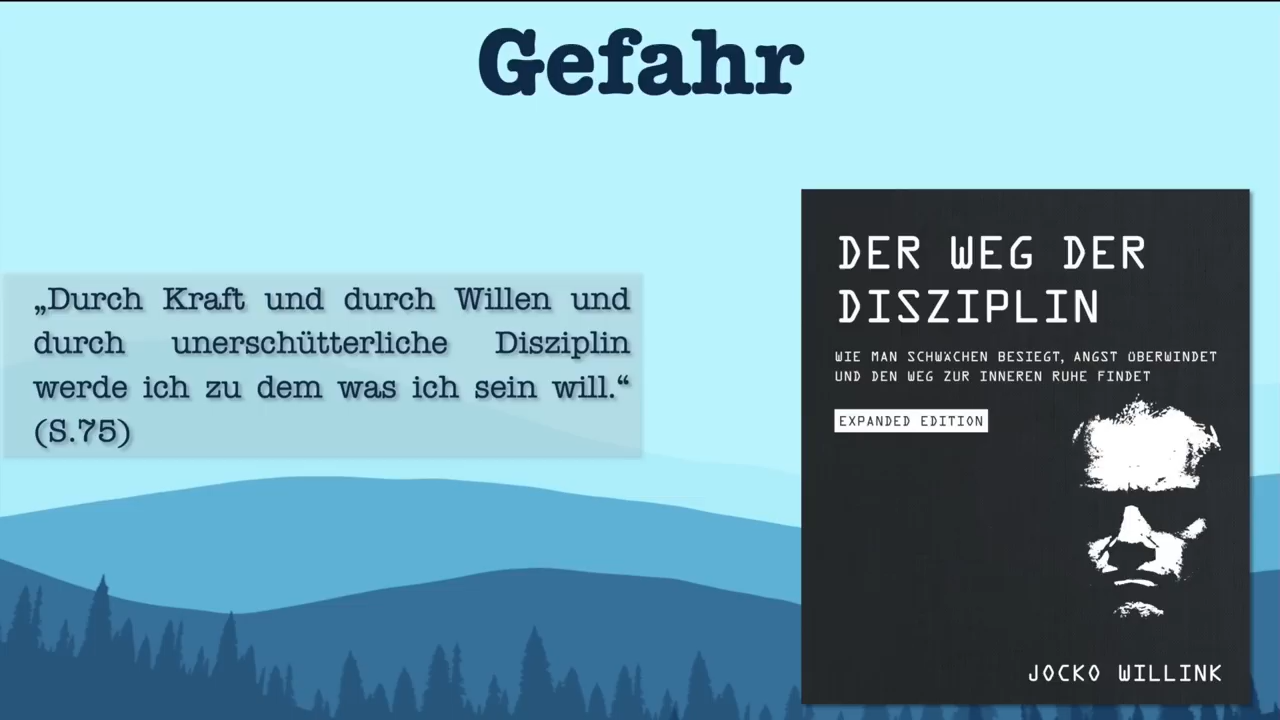 Gefahr
„Durch Kraft und durch Willen und
durch unerschütterliche Disziplin
werde ich zu dem was ich sein will.“
(S.75)
DER WEG DER
DISZIPLIN
WIE MAN SCHWÄCHEN BESIEGT, ANGST ÜBERWINDET
UND DEN WEG ZUR INNEREN RUHE FINDET
EXPANDED EDITION
JOCKO WILLINK